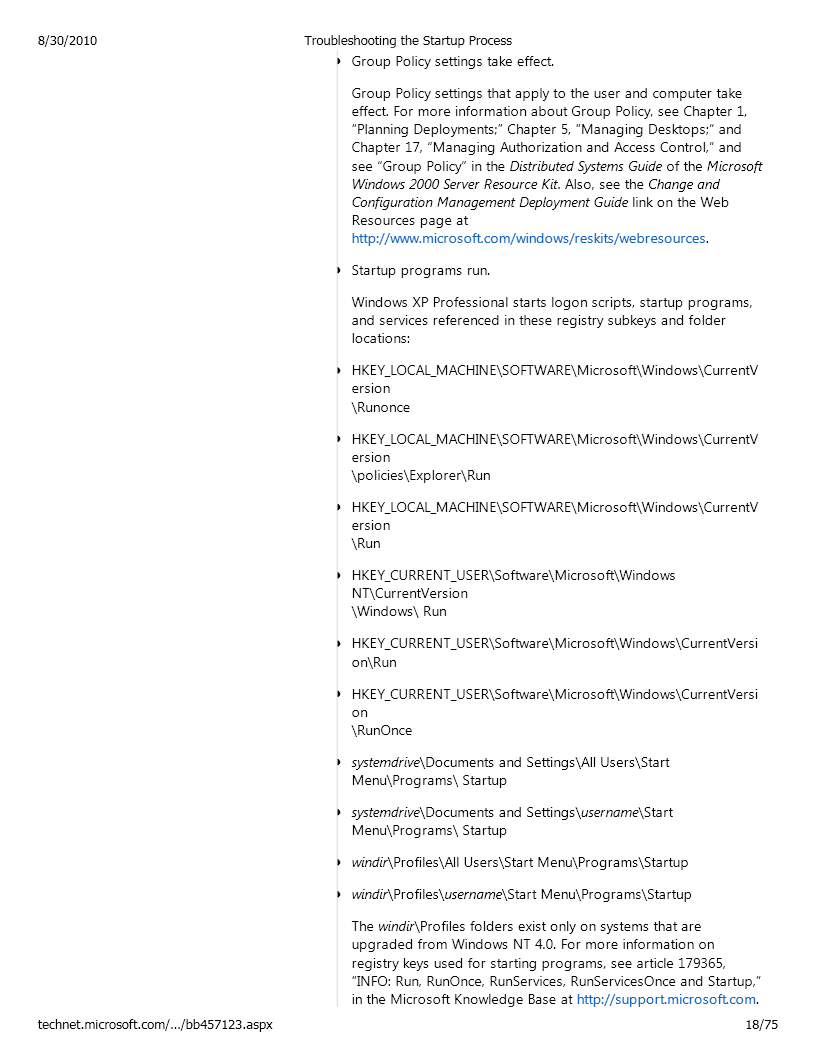 8/30/2010
Troubleshooting the Startup Process
Group Policy settings take effect.
Group Policy settings that apply to the user and computer take
effect. For more information about Group Policy, see Chapter 1,
"Planning Deployments;" Chapter 5, "Managing Desktops;" and
Chapter 17, "Managing Authorization and Access Control," and
see "Group Policy" in the Distributed Systems Guide of the Microsoft
Windows 2000 Server Resource Kit. Also, see the Change and
Configuration Management Deployment Guide link on the Web
Resources page at
http://www.microsoft.com/windows/reskits/webresources.
Startup programs run.
Windows XP Professional starts logon scripts, startup programs,
and services referenced in these registry subkeys and folder
locations:
HKEY_LOCAL_MACHINE\SOFTWARE\Microsoft\Windows\CurrentV
ersion
\Runonce
HKEY_LOCAL_MACHINE\SOFTWARE\Microsoft\Windows\CurrentV
ersion
\policies\Explorer\Run
HKEY_LOCAL_MACHINE\SOFTWARE\Microsoft\Windows\CurrentV
ersion
\Run
HKEY_CURRENT_USER\Software\Microsoft\Windows
NT\CurrentVersion
\Windows\ Run
HKEY_CURRENT_USER\Software\Microsoft\Windows\CurrentVersi
on\Run
HKEY_CURRENT_USER\Software\Microsoft\Windows\CurrentVersi
on
\RunOnce
systemdrive\Documents and Settings\All Users\Start
Menu\Programs\ Startup
systemdrive\Documents and Settings\username\Start
Menu\Programs\ Startup
windir\Profiles\All Users\Start Menu\Programs\Startup
windir\Profiles\username\Start Menu\Programs\Startup
The windir\Profiles folders exist only on systems that are
upgraded from Windows NT 4.0. For more information on
registry keys used for starting programs, see article 179365,
"INFO: Run, RunOnce, RunServices, RunServicesOnce and Startup,"
in the Microsoft Knowledge Base at http://support.microsoft.com.
technet.microsoft.com/.../bb457123.aspx
18/75